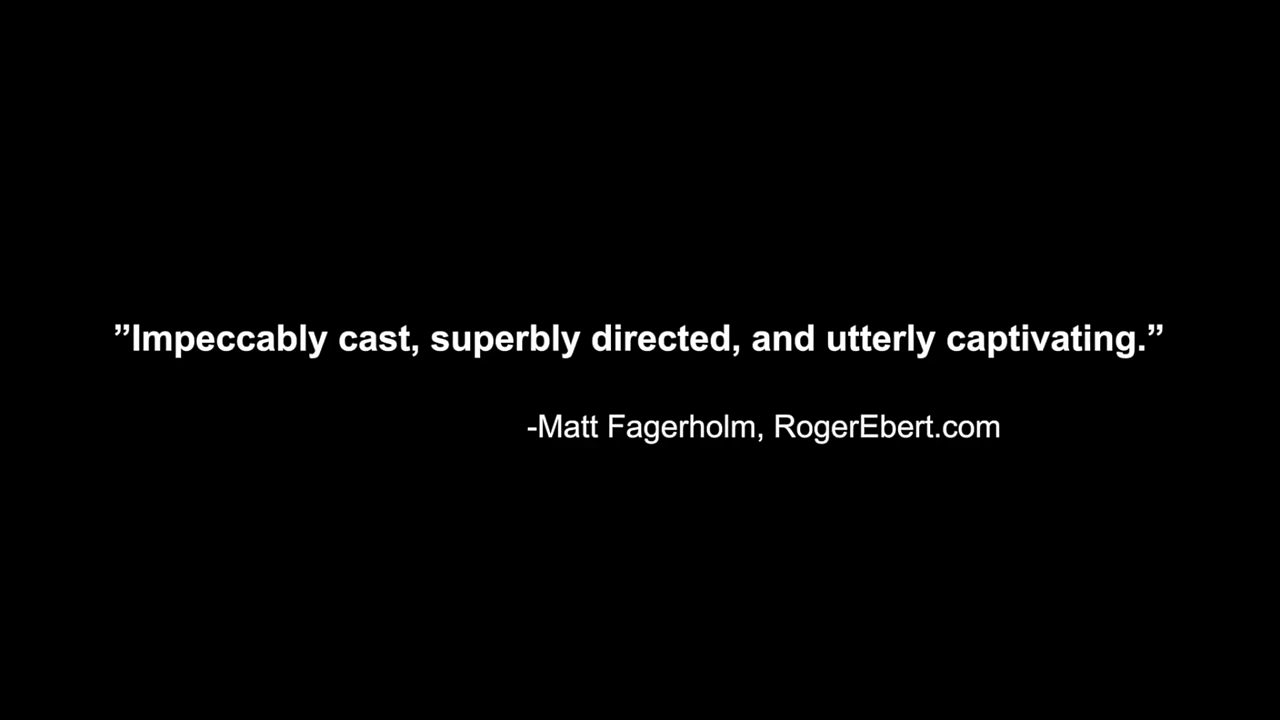 ”Impeccably cast, superbly directed, and utterly captivating.”
-Matt Fagerholm, RogerEbert.com